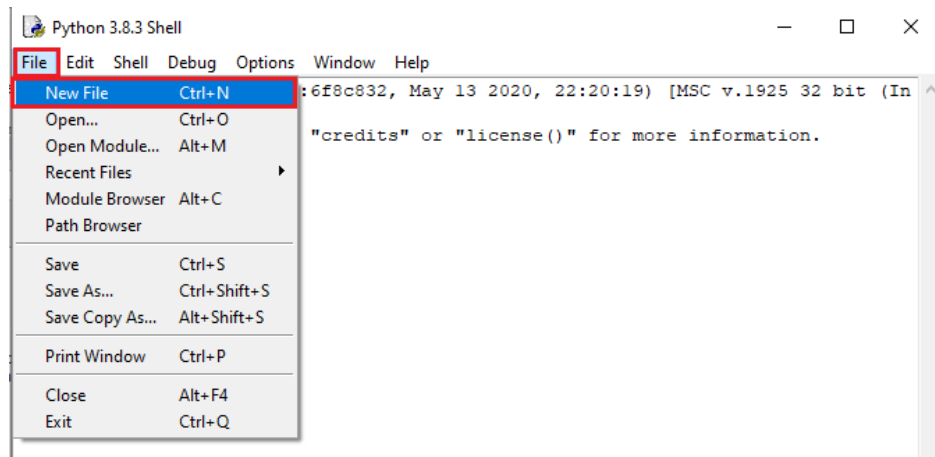 Python 3.8.3 Shell
File Edit Shell Debug Options Window Help
New File Ctrl+N :6f8c832, May 13 2020, 22:20:19) [MSC v.1925 32 bit (In
Open... Ctrl+O
"credits" or "license()" for more information.
Open Module... Alt+M
Recent Files
Module Browser Alt+C
Path Browser
Save Ctrl+S
Save As... Ctrl+Shift+S
Save Copy As... Alt+Shift+S
Print Window Ctrl+P
Close Alt+F4
Exit Ctrl+Q